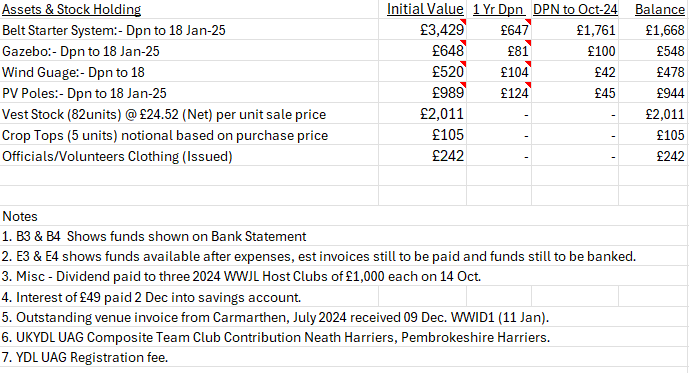 Assets & Stock Holding Initial Value 1 Yr Dpn DPN to Oct-24 Balance
Belt Starter System:- Dpn to 18 Jan-25 £3,429 £647 £1,761 £1,668
Gazebo:- Dpn to 18 Jan-25 £648 £81 £100 £548
Wind Guage:- Dpn to 18 £520 £104 £42 £478
PV Poles:- Dpn to 18 Jan-25 £989 £124 £45 £944
Vest Stock (82units) @ £24.52 (Net) per unit sale price £2,011 - - £2,011
Crop Tops (5 units) notional based on purchase price £105 - - £105
Officials/Volunteers Clothing (Issued) £242 - - £242
Notes
1. B3 & B4 Shows funds shown on Bank Statement
2. E3 & E4 shows funds available after expenses, est invoices still to be paid and funds still to be banked.
3. Misc - Dividend paid to three 2024 WWJL Host Clubs of £1,000 each on 14 Oct.
4. Interest of £49 paid 2 Dec into savings account.
5. Outstanding venue invoice from Carmarthen, July 2024 received 09 Dec. WWID1 (11 Jan).
6. UKYDL UAG Composite Team Club Contribution Neath Harriers, Pembrokeshire Harriers.
7. YDL UAG Registration fee.